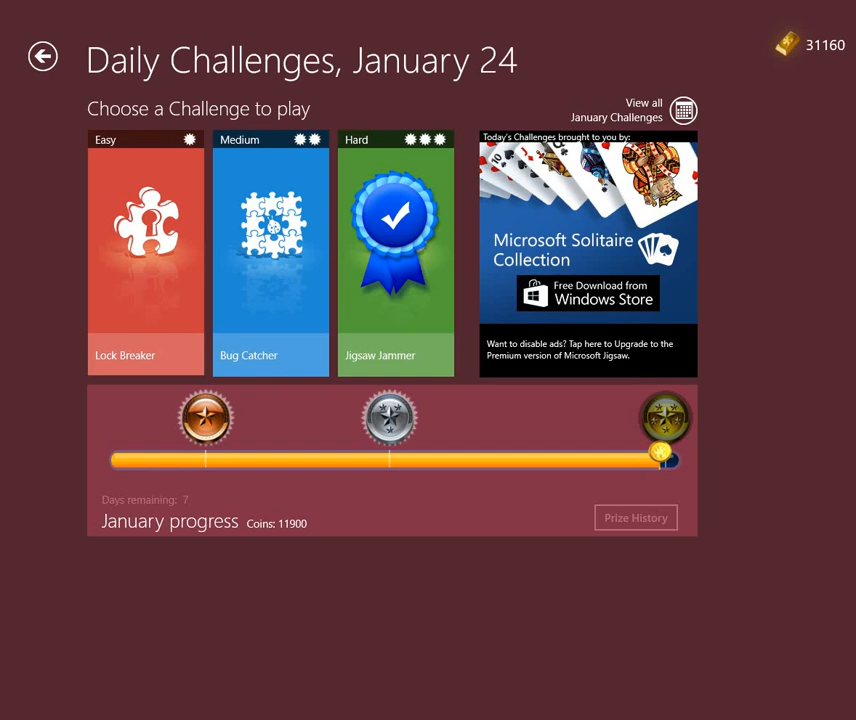 Daily Challenges, January 24
31160
Choose a Challenge to play
View all
January Challenges
Easy
Lock Breaker
Medium
Bug Catcher
Hard
Jigsaw Jammer
Today's Challenges brought to you by:
10
J
K
Microsoft Solitaire
Collection
Free Download from
Windows Store
Want to disable ads? Tap here to Upgrade to the
Premium version of Microsoft Jigsaw.
Days remaining: 7
January progress Coins: 11900
Prize History